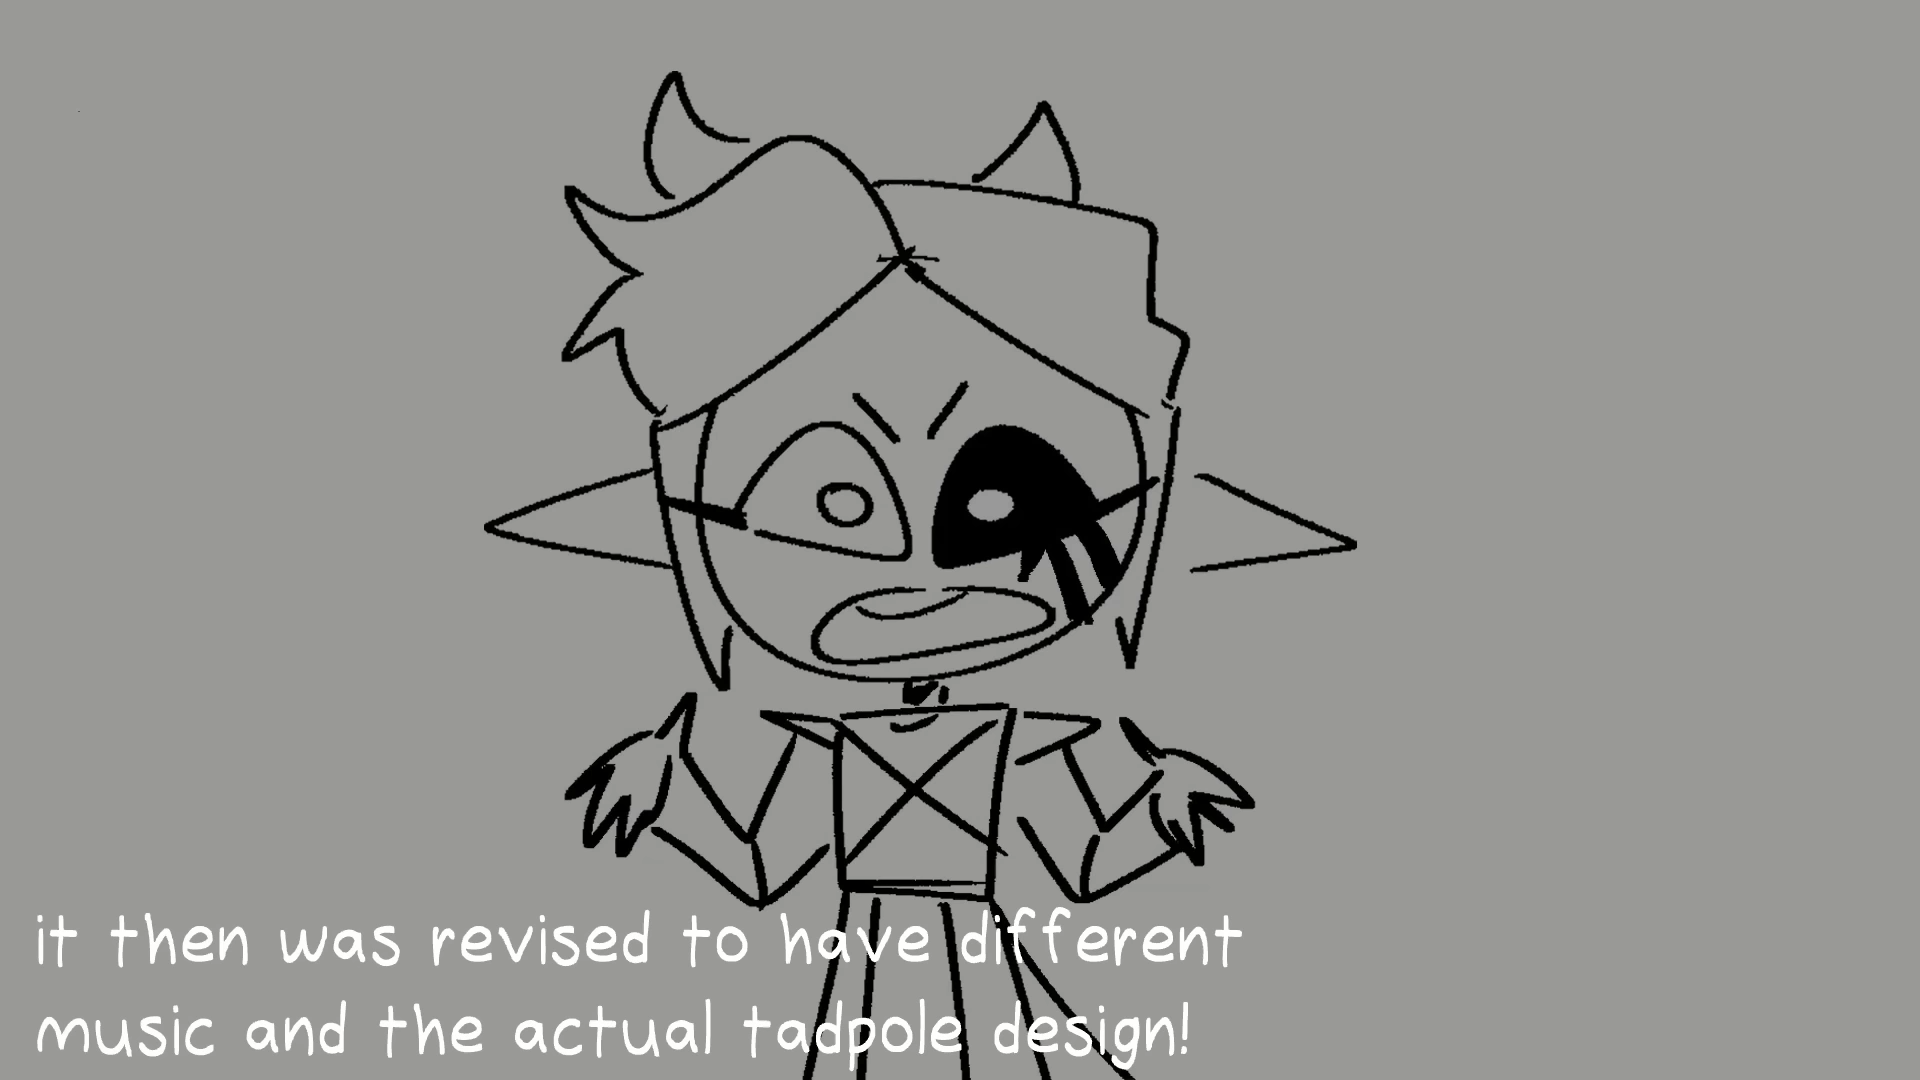 it then was revised to have different
music and the actual tadpole design!